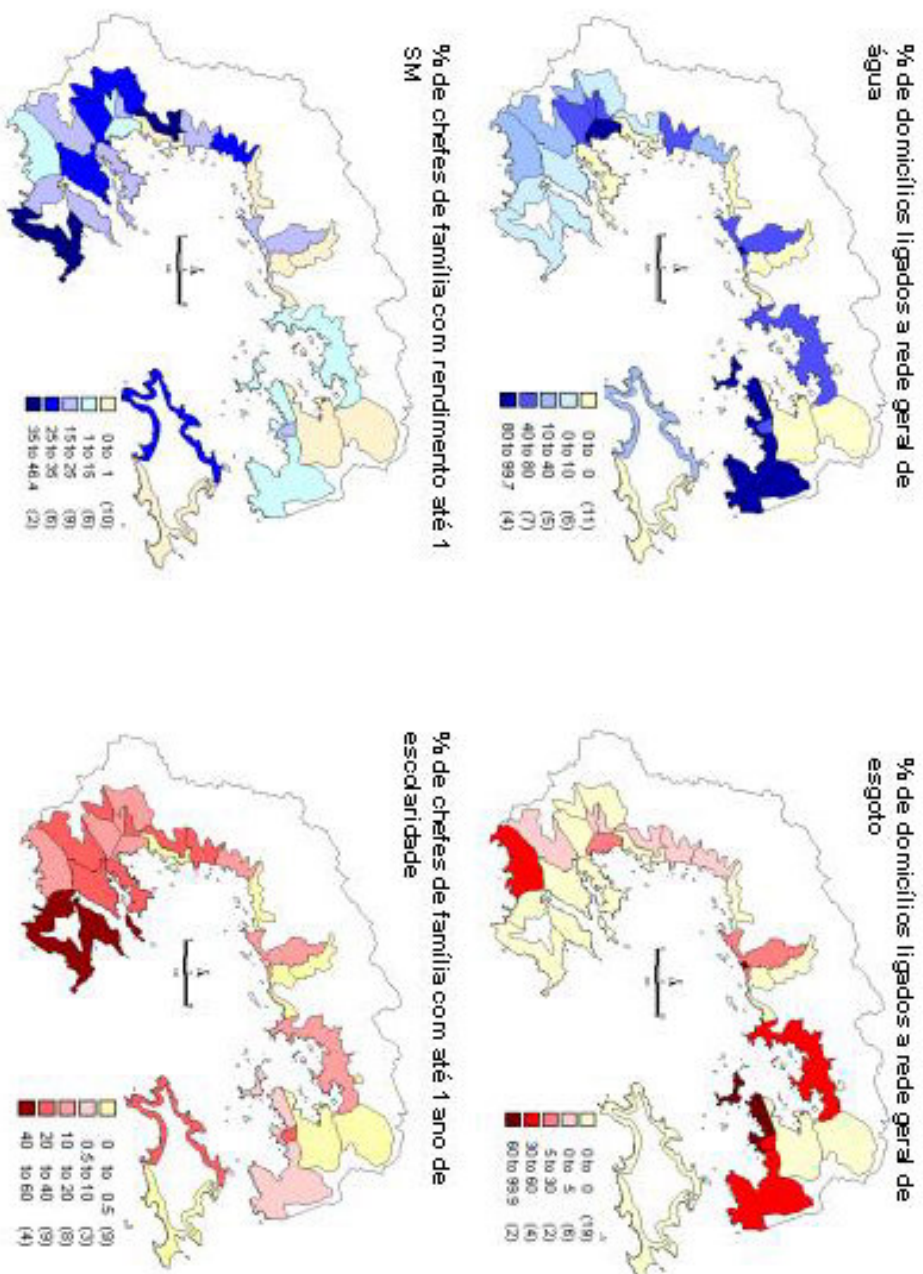 % de domicílios ligados a rede geral de
água
0 to 0 (11)
0 to 10 (6)
10 to 40 (5)
40 to 80 (7)
80 to 99.7 (4)
% de domicílios ligados a rede geral de
esgoto
0 to 0 (19)
0 to 5 (6)
5 to 30 (2)
30 to 60 (4)
60 to 99.9 (2)
% de chefes de família com rendimento até 1
SM
0 to 1 (10)
1 to 15 (6)
15 to 25 (9)
25 to 35 (6)
35 to 46.4 (2)
% de chefes de família com até 1 ano de
escolaridade
0 to 0.5 (9)
0.5 to 10 (3)
10 to 20 (8)
20 to 40 (9)
40 to 60 (4)